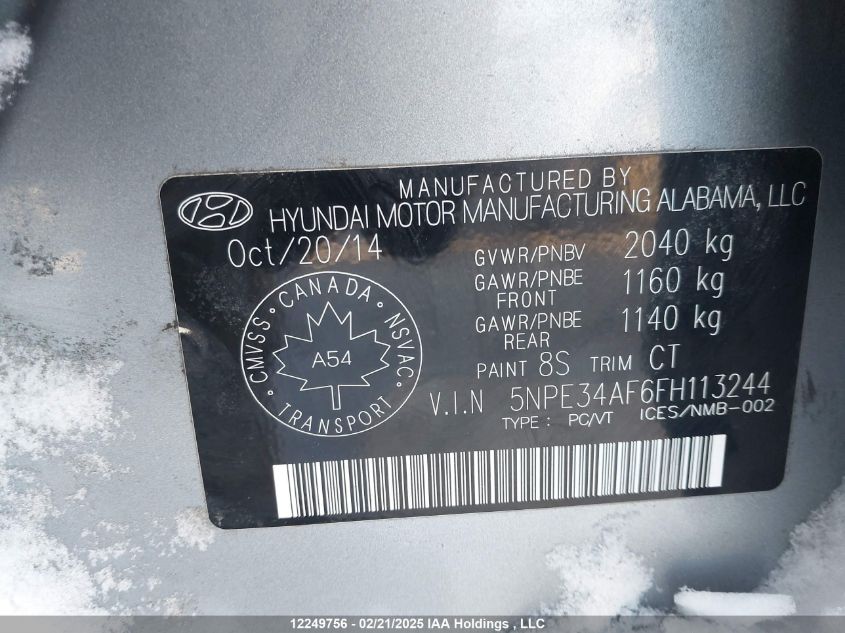 MANUFACTURED BY
HYUNDAI MOTOR MANUFACTURING ALABAMA, LLC
Oct/20/14
GVWR/PNBV 2040 kg
GAWR/PNBE FRONT 1160 kg
GAWR/PNBE REAR 1140 kg
PAINT 8S TRIM CT
V.I.N 5NPE34AF6FH113244
TYPE: PC/VT ICES/NMB-002
CMVSS • CANADA • NSVAC • TRANSPORT •
A54
12249756 - 02/21/2025 IAA Holdings , LLC